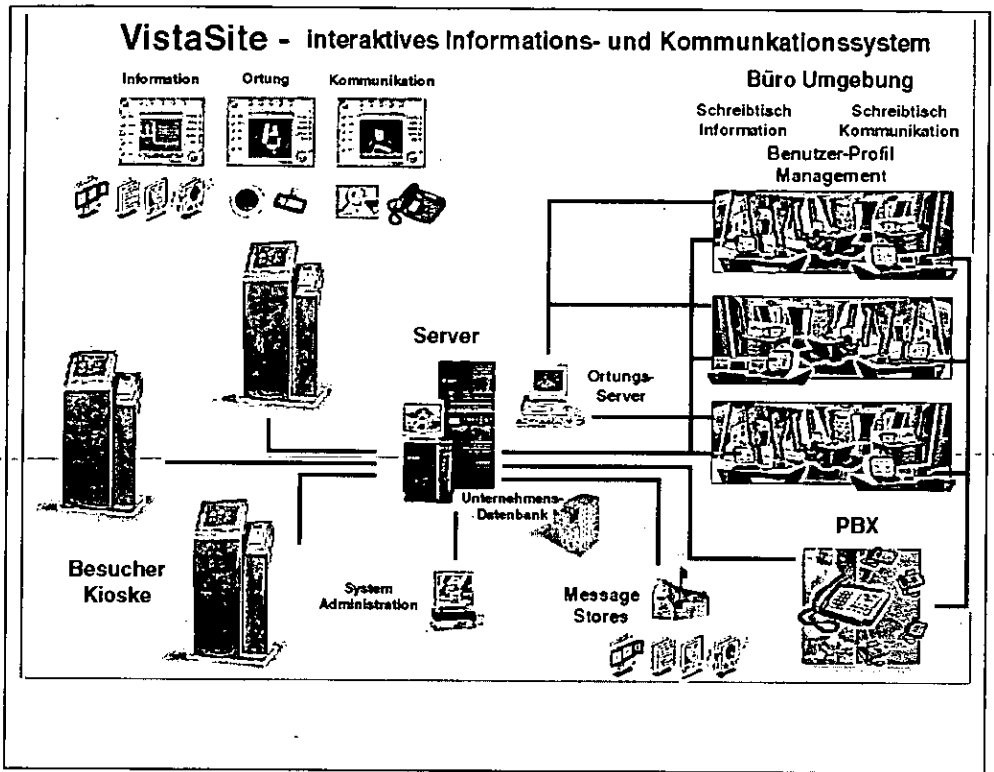 VistaSite - interaktives Informations- und Kommunkationssystem
Information
Ortung
Kommunikation
Büro Umgebung
Schreibtisch
Information
Schreibtisch
Kommunikation
Benutzer-Profil
Management
Server
Ortungs-
Server
Unternehmens-
Datenbank
Besucher
Kioske
System
Administration
Message
Stores
PBX